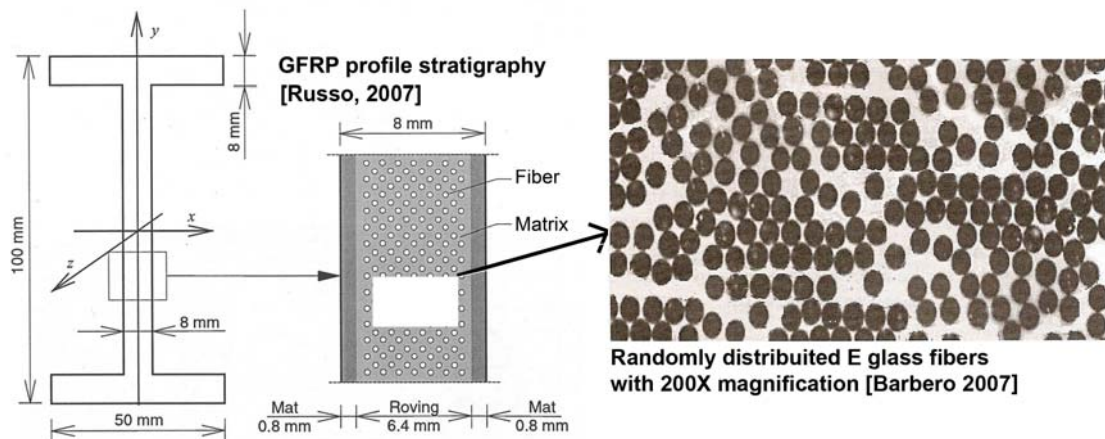 y
x
z
100 mm
8 mm
8 mm
50 mm
GFRP profile stratigraphy
[Russo, 2007]
8 mm
Fiber
Matrix
Mat
0.8 mm
Roving
6.4 mm
Mat
0.8 mm
Randomly distribuited E glass fibers
with 200X magnification [Barbero 2007]